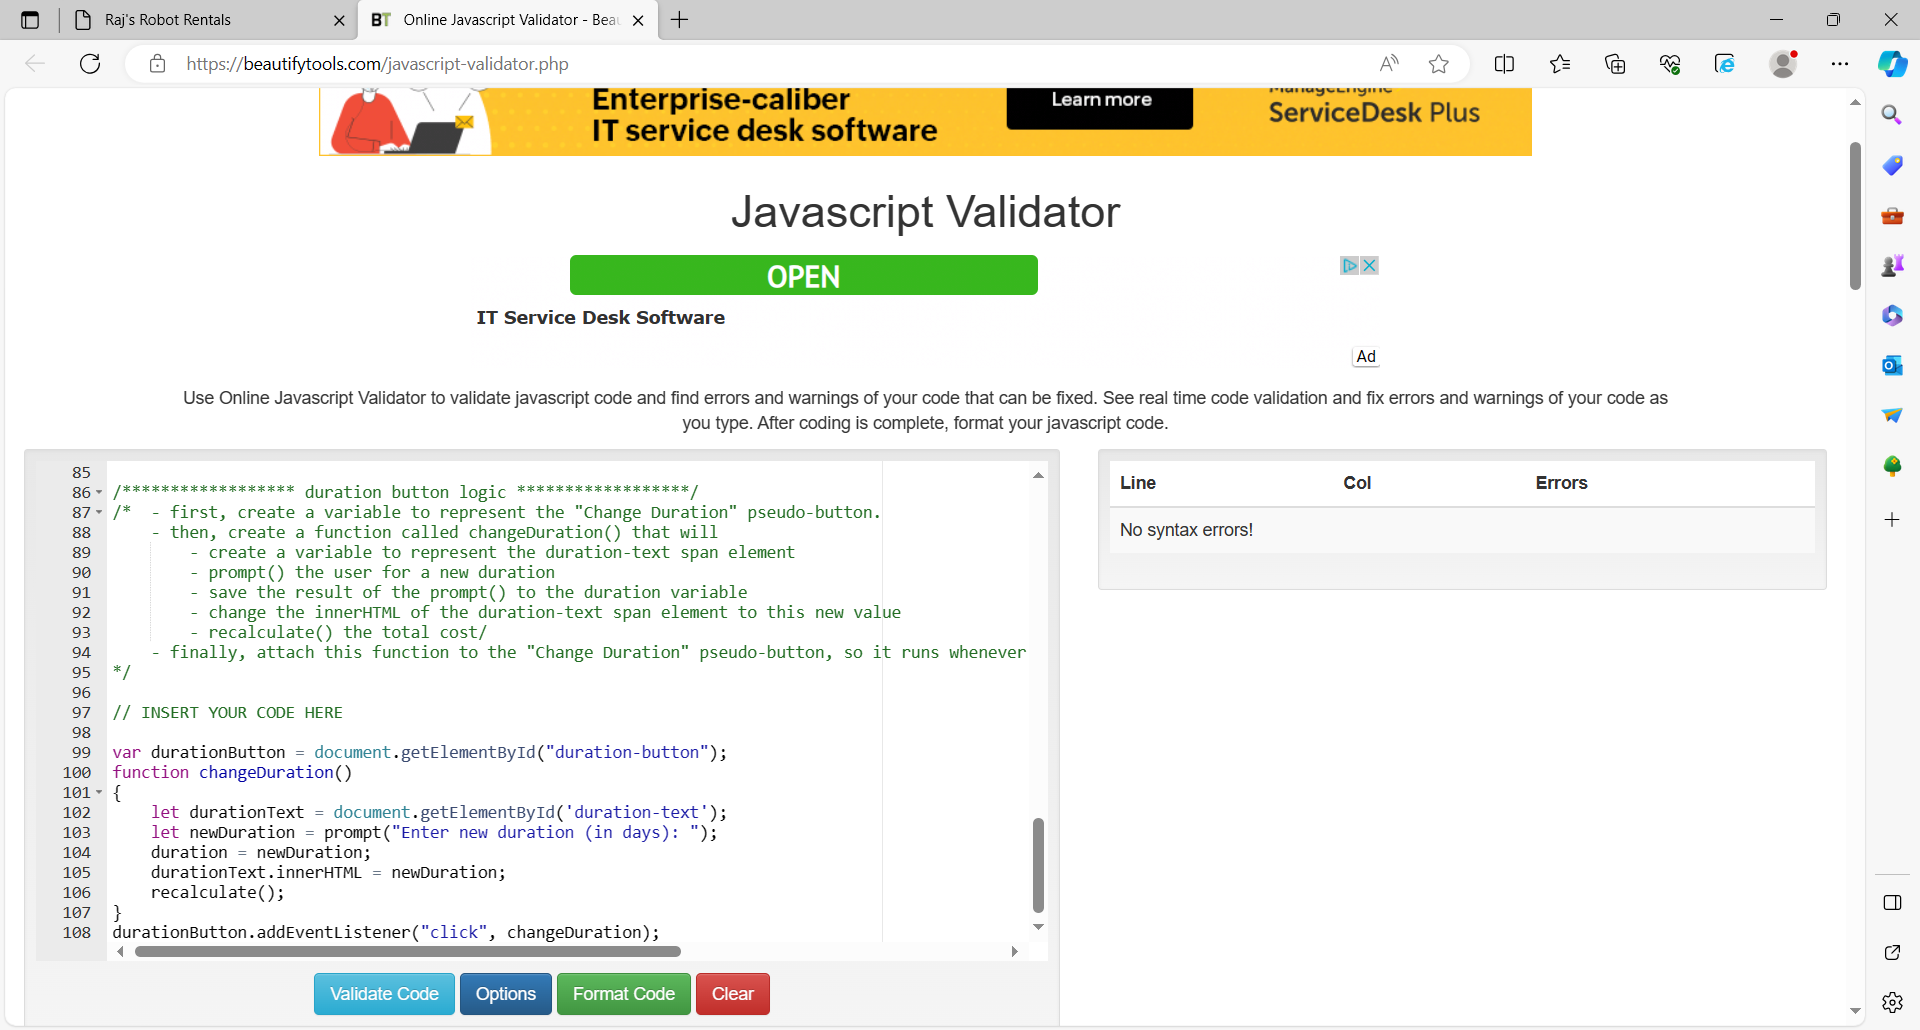 Raj's Robot Rentals
BT Online Javascript Validator - Beau
https://beautifytools.com/javascript-validator.php
Enterprise-caliber
IT service desk software
Learn more
ManageEngine
ServiceDesk Plus
Javascript Validator
OPEN
IT Service Desk Software
Ad
Use Online Javascript Validator to validate javascript code and find errors and warnings of your code that can be fixed. See real time code validation and fix errors and warnings of your code as
you type. After coding is complete, format your javascript code.
85
86 /****************** duration button logic ******************/
87 /*  - first, create a variable to represent the "Change Duration" pseudo-button.
88     - then, create a function called changeDuration() that will
89         - create a variable to represent the duration-text span element
90         - prompt() the user for a new duration
91         - save the result of the prompt() to the duration variable
92         - change the innerHTML of the duration-text span element to this new value
93         - recalculate() the total cost/
94     - finally, attach this function to the "Change Duration" pseudo-button, so it runs whenever
95 */
96
97 // INSERT YOUR CODE HERE
98
99 var durationButton = document.getElementById("duration-button");
100 function changeDuration()
101 {
102     let durationText = document.getElementById('duration-text');
103     let newDuration = prompt("Enter new duration (in days): ");
104     duration = newDuration;
105     durationText.innerHTML = newDuration;
106     recalculate();
107 }
108 durationButton.addEventListener("click", changeDuration);
Line Col Errors
No syntax errors!
Validate Code Options Format Code Clear